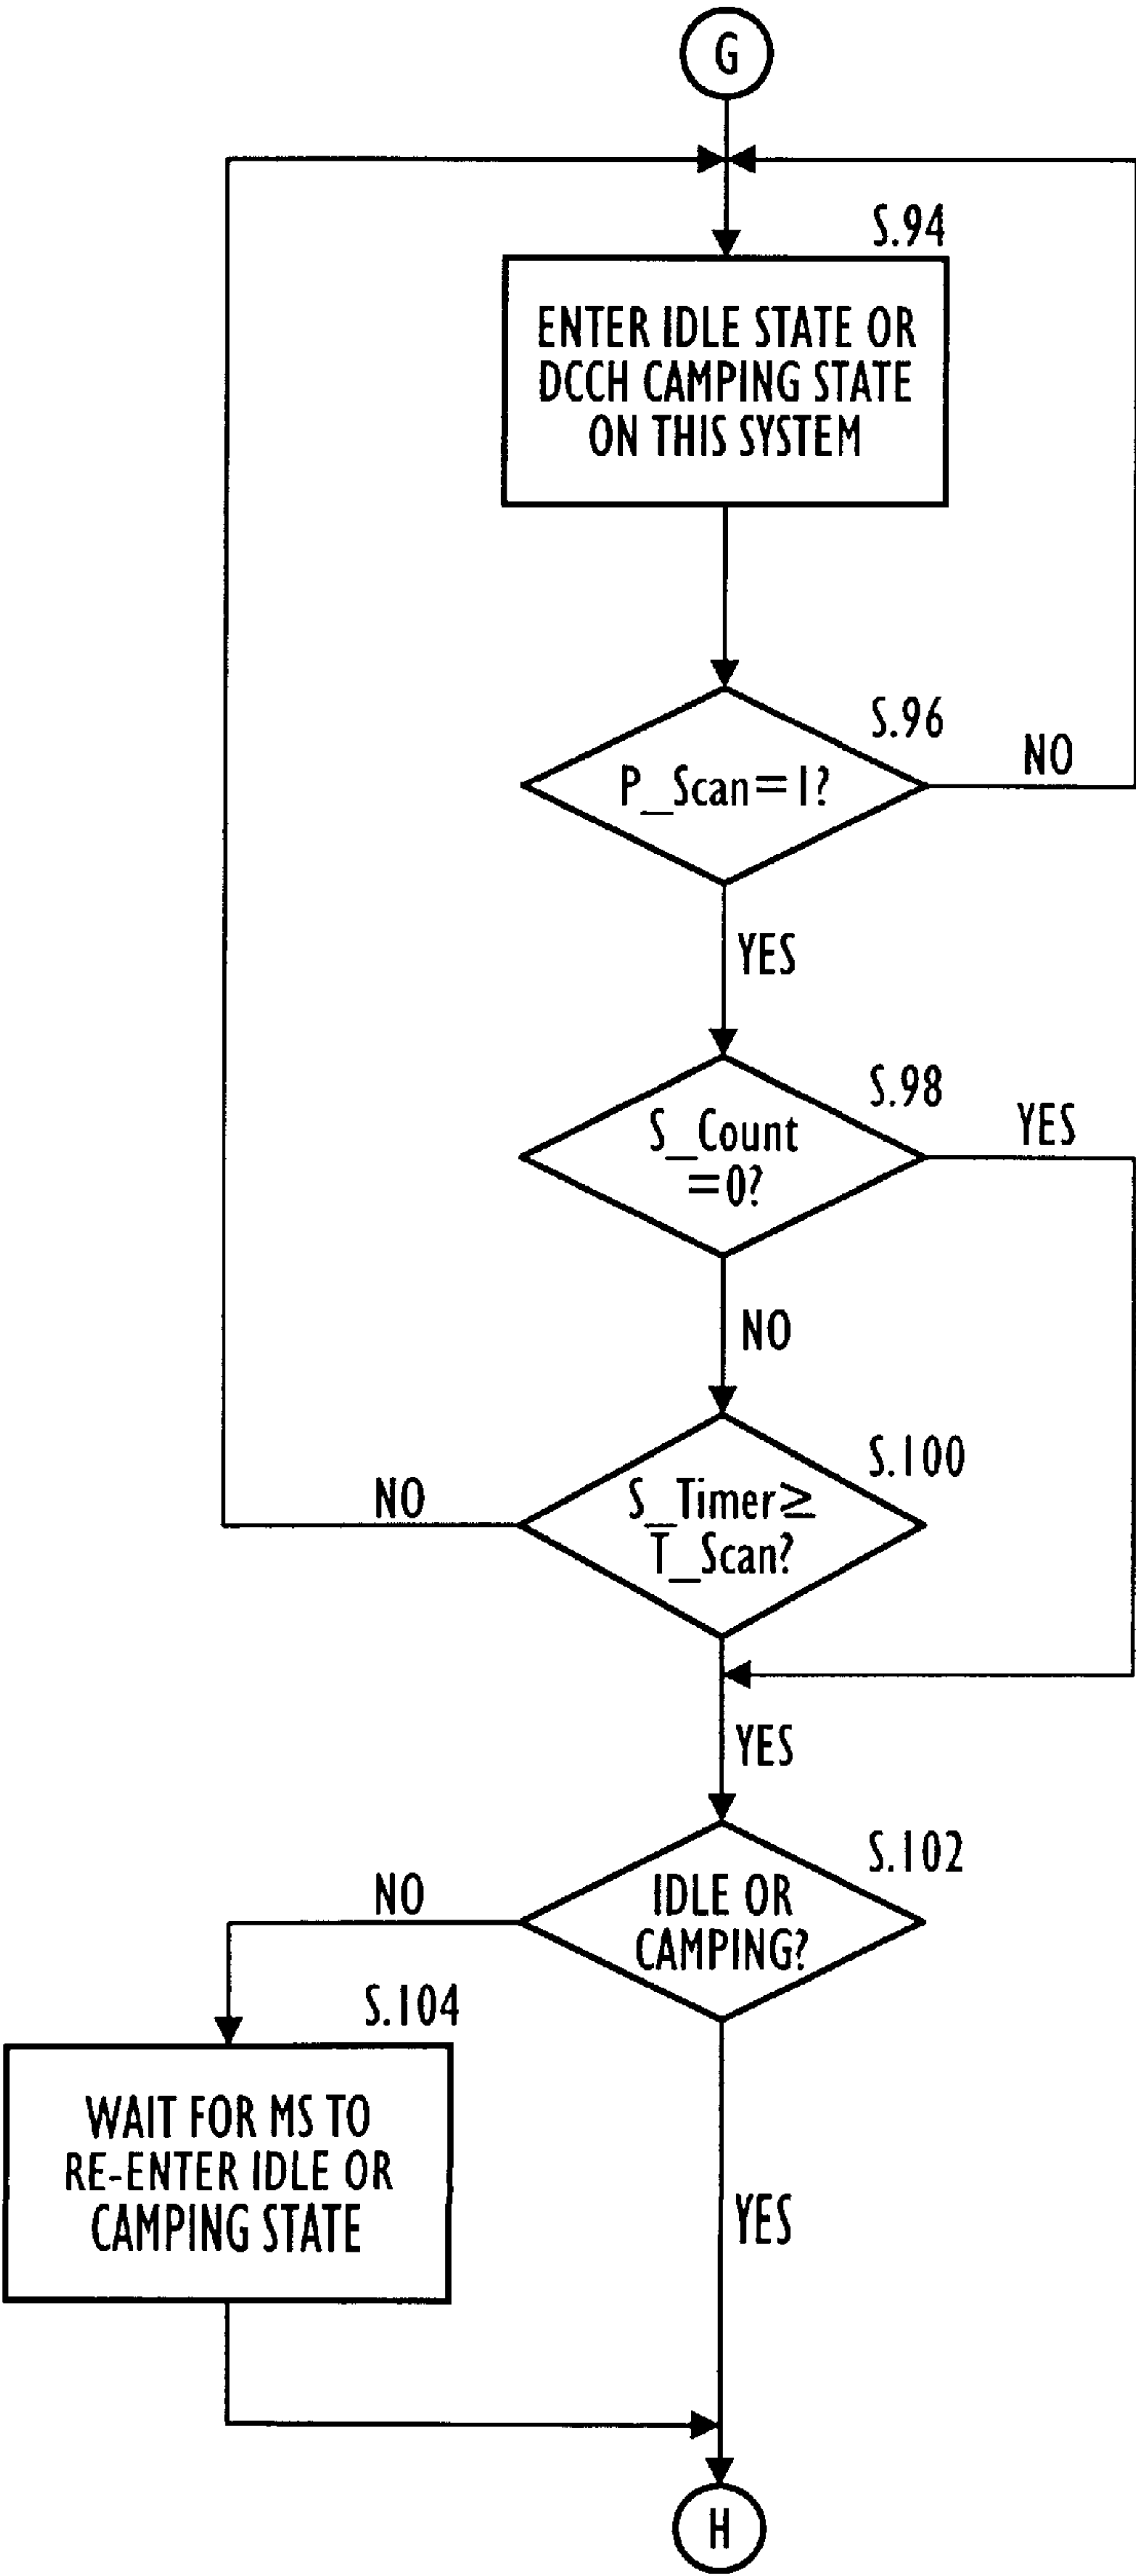 G
S.94
ENTER IDLE STATE OR
DCCH CAMPING STATE
ON THIS SYSTEM
S.96
NO
P_Scan=1?
YES
S.98
YES
S_Count
=0?
NO
S.100
NO
S_Timer≥
T_Scan?
YES
S.102
NO
IDLE OR
CAMPING?
S.104
WAIT FOR MS TO
RE-ENTER IDLE OR
CAMPING STATE
YES
H